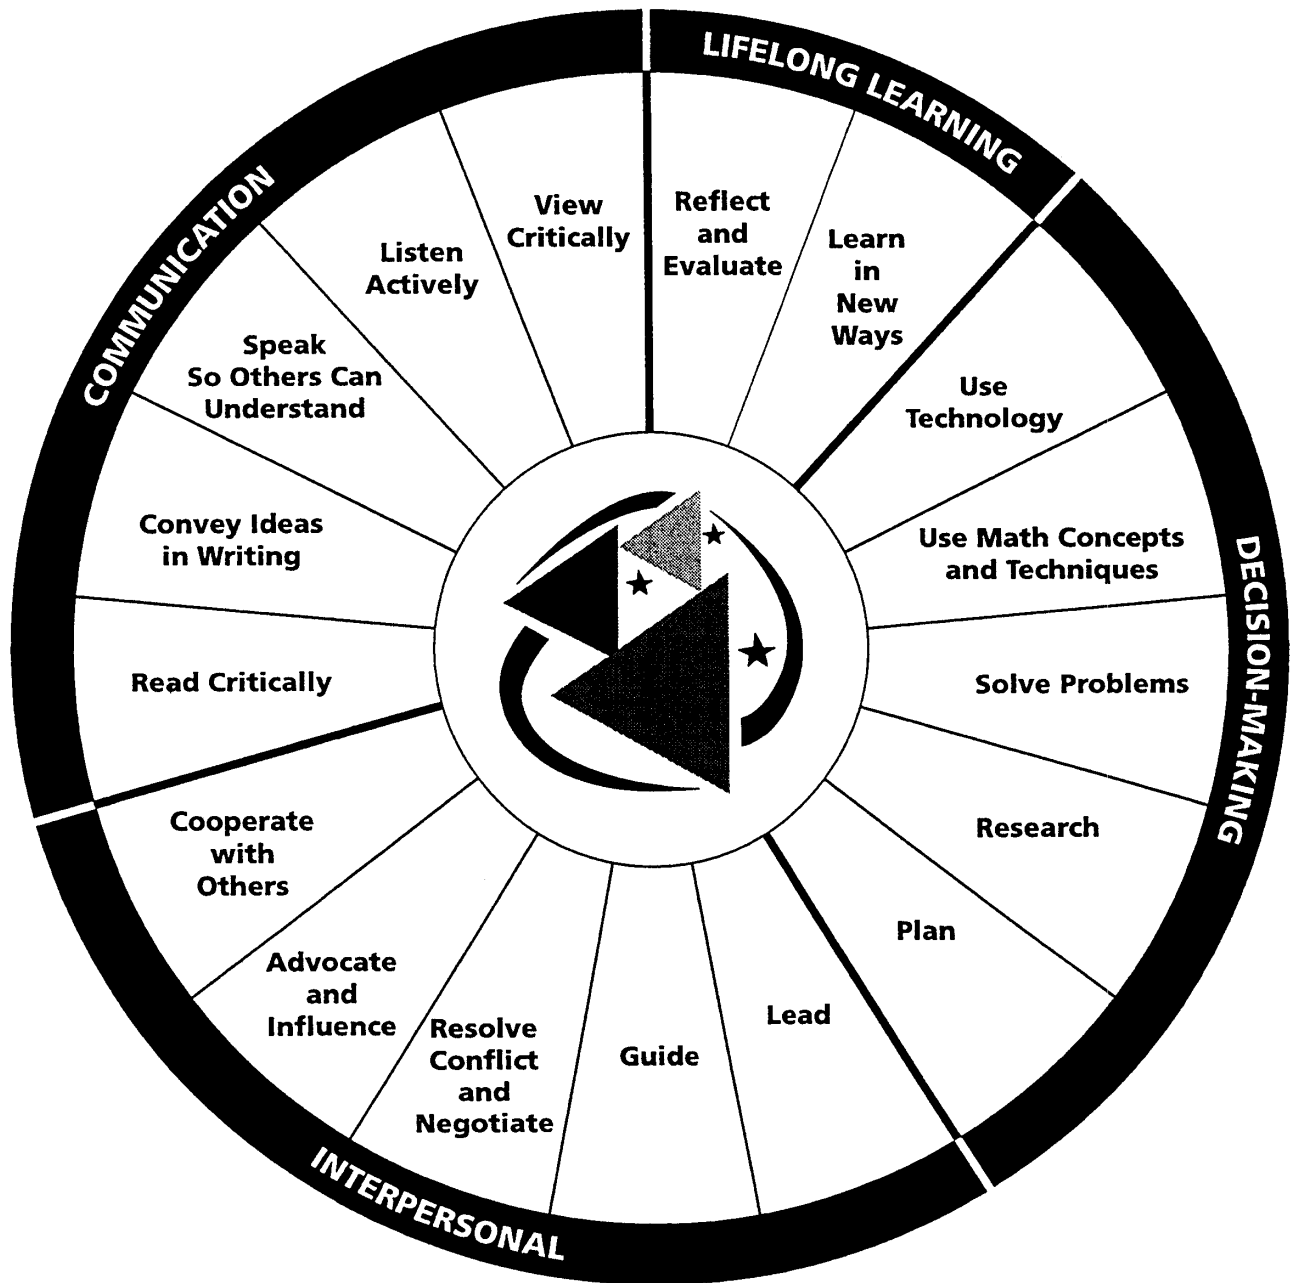 LIFELONG LEARNING
Reflect
and
Evaluate
Learn
in
New
Ways
DECISION-MAKING
Use
Technology
Use Math Concepts
and Techniques
Solve Problems
Research
Plan
INTERPERSONAL
Lead
Guide
Resolve
Conflict
and
Negotiate
Advocate
and
Influence
Cooperate
with
Others
COMMUNICATION
Read Critically
Convey Ideas
in Writing
Speak
So Others Can
Understand
Listen
Actively
View
Critically